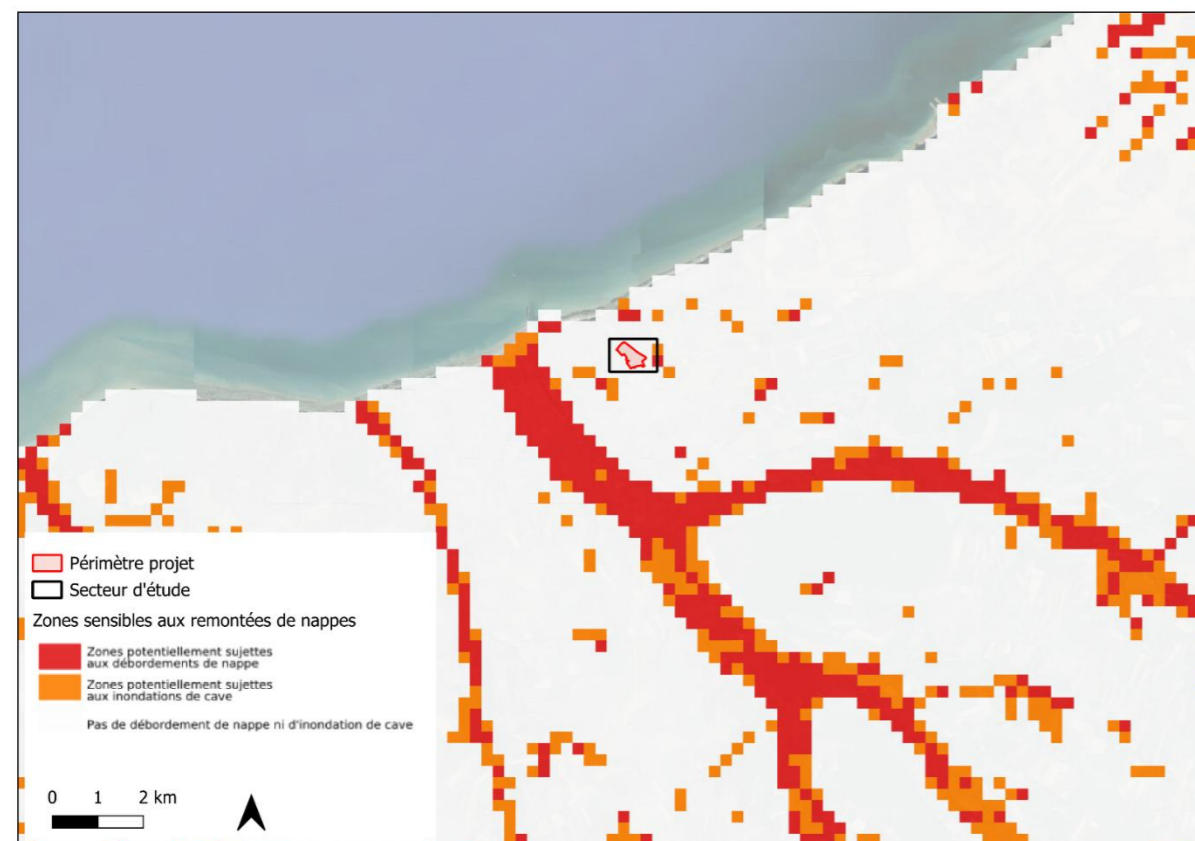 Périmètre projet
Secteur d'étude
Zones sensibles aux remontées de nappes
Zones potentiellement sujettes
aux débordements de nappe
Zones potentiellement sujettes
aux inondations de cave
Pas de débordement de nappe ni d'inondation de cave
0 1 2 km